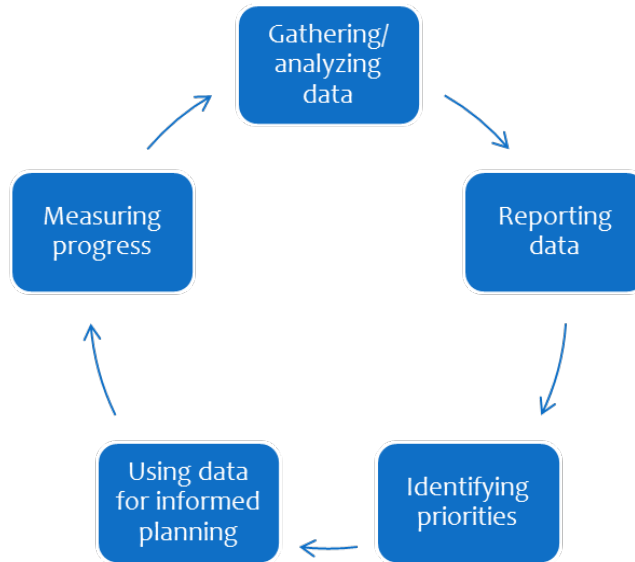 Gathering/
analyzing
data
Reporting
data
Identifying
priorities
Using data
for informed
planning
Measuring
progress